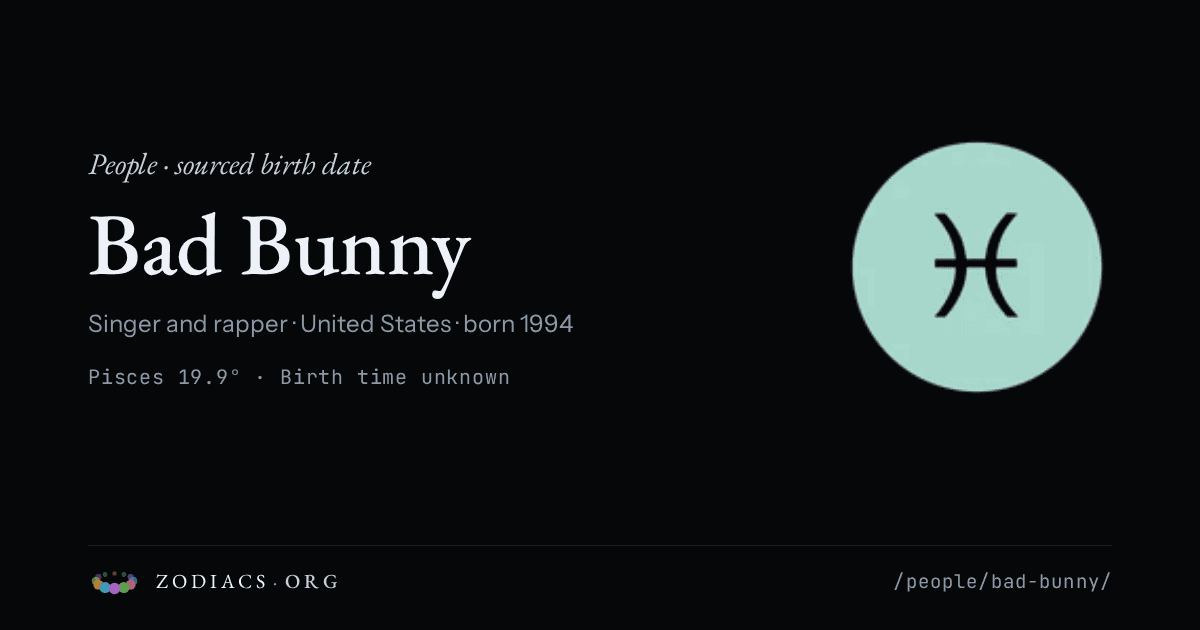 People · sourced birth date
Bad Bunny
Singer and rapper · United States · born 1994
Pisces 19.9° · Birth time unknown
ZODIACS · ORG
/people/bad-bunny/